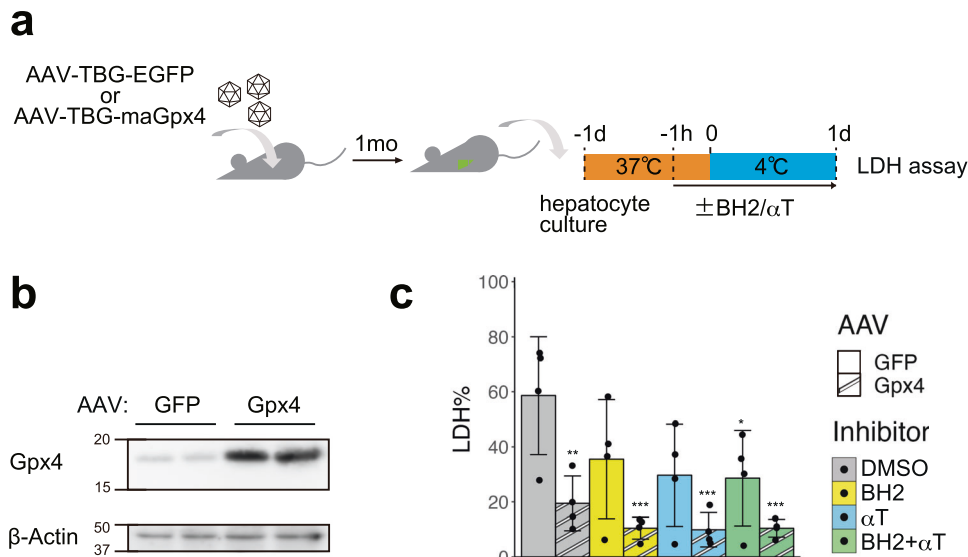 a
AAV-TBG-EGFP
or
AAV-TBG-maGpx4
1mo
-1d
-1h
0
1d
37℃
4℃
LDH assay
hepatocyte
culture
±BH2/αT
b
AAV:
GFP
Gpx4
Gpx4
20
15
β-Actin
50
37
c
LDH%
100
80
60
40
20
0
**
***
***
*
***
AAV
GFP
Gpx4
Inhibitor
DMSO
BH2
αT
BH2+αT